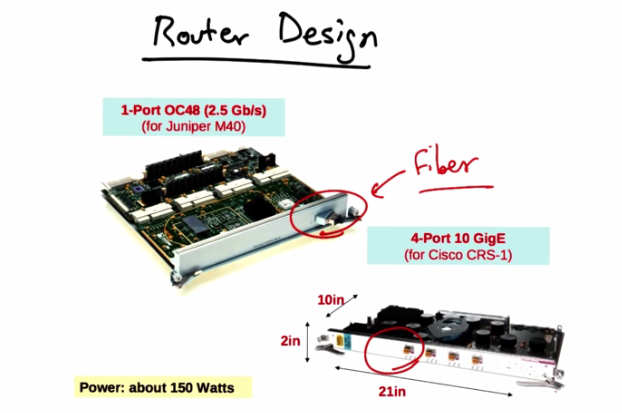 Router Design
1-Port OC48 (2.5 Gb/s)
(for Juniper M40)
Fiber
4-Port 10 GigE
(for Cisco CRS-1)
10in
2in
21in
Power: about 150 Watts